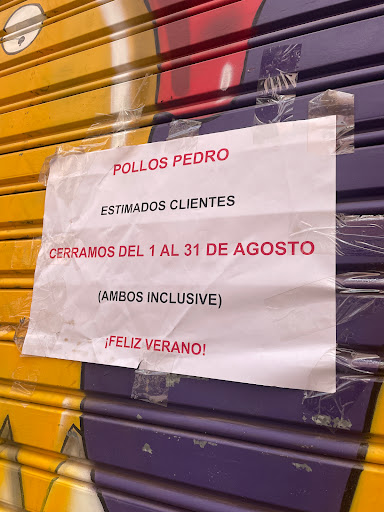 POLLOS PEDRO
ESTIMADOS CLIENTES
CERRAMOS DEL 1 AL 31 DE AGOSTO
(AMBOS INCLUSIVE)
¡FELIZ VERANO!